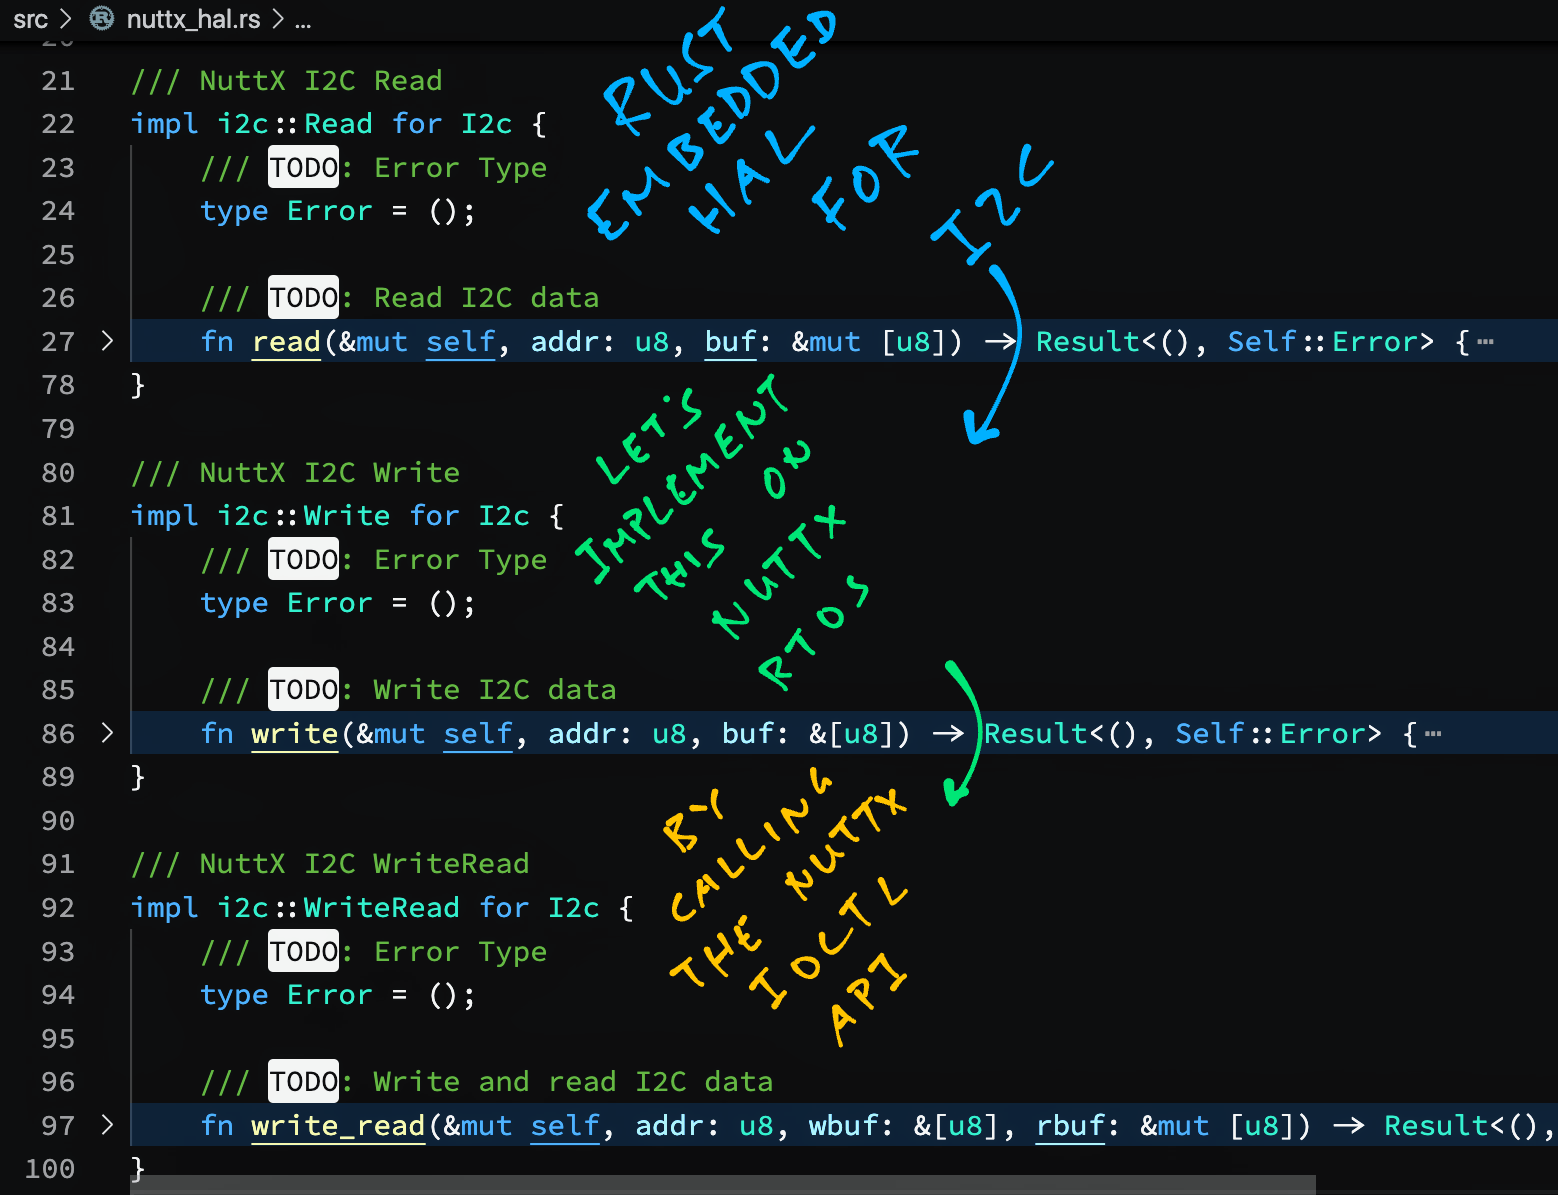 src > nuttx_hal.rs > ...
20
21 /// NuttX I2C Read
22 impl i2c::Read for I2c {
23 /// TODO: Error Type
24 type Error = ();
25
26 /// TODO: Read I2C data
27 > fn read(&mut self, addr: u8, buf: &mut [u8]) -> Result<(), Self::Error> {⋯
78 }
79
80 /// NuttX I2C Write
81 impl i2c::Write for I2c {
82 /// TODO: Error Type
83 type Error = ();
84
85 /// TODO: Write I2C data
86 > fn write(&mut self, addr: u8, buf: &[u8]) -> Result<(), Self::Error> {⋯
89 }
90
91 /// NuttX I2C WriteRead
92 impl i2c::WriteRead for I2c {
93 /// TODO: Error Type
94 type Error = ();
95
96 /// TODO: Write and read I2C data
97 > fn write_read(&mut self, addr: u8, wbuf: &[u8], rbuf: &mut [u8]) -> Result<(),
100 }
RUST
EMBEDDED
HAL FOR
I2C
LET'S
IMPLEMENT
THIS ON
NUTTX
RTOS
BY
CALLING
THE NUTTX
IOCTL
API